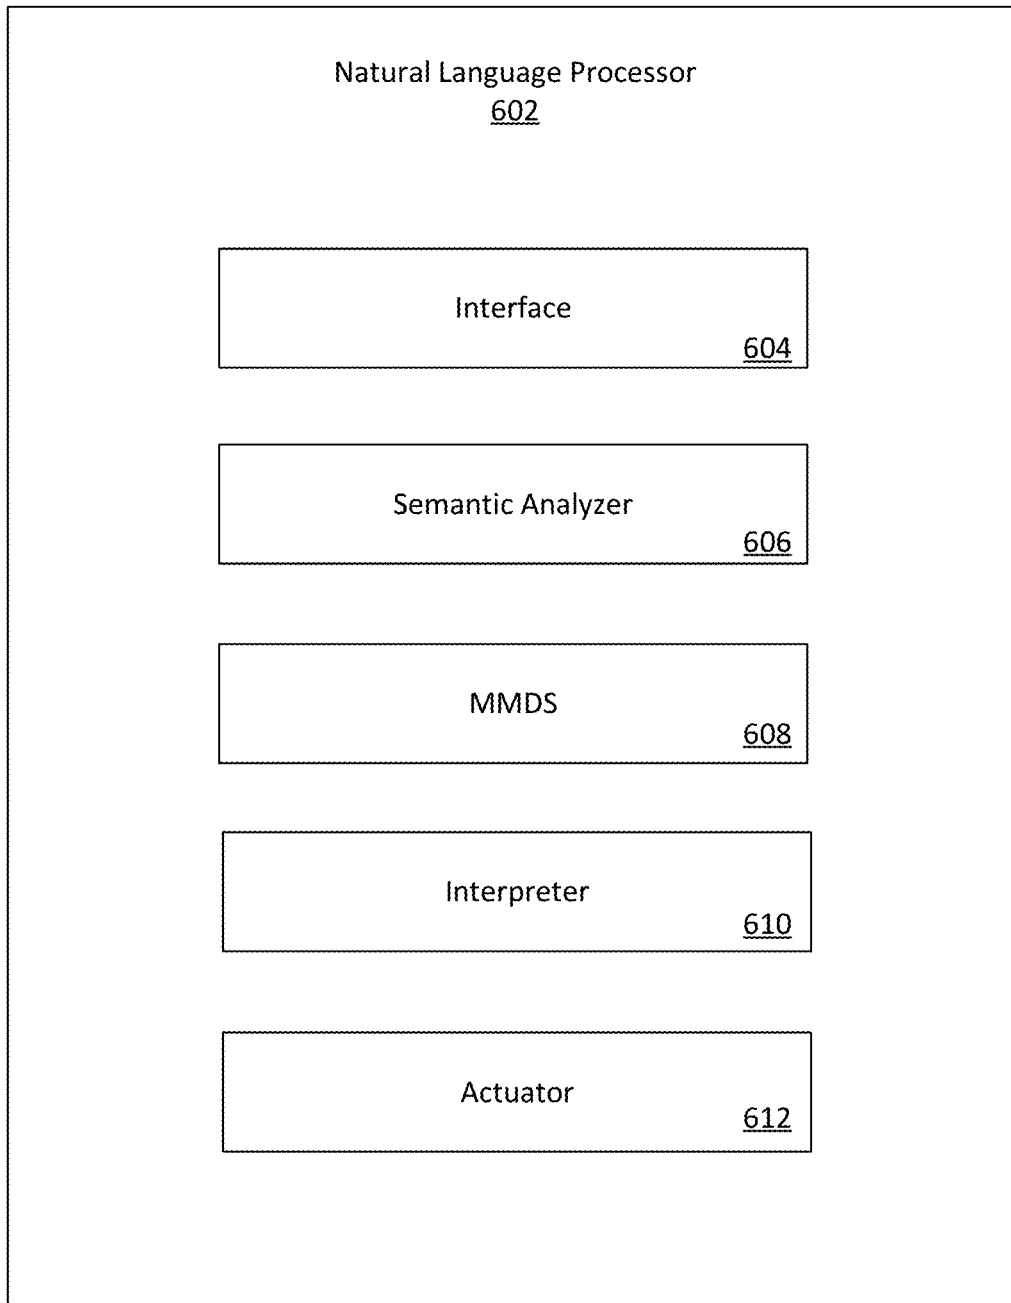 Natural Language Processor
602
Interface
604
Semantic Analyzer
606
MMDS
608
Interpreter
610
Actuator
612